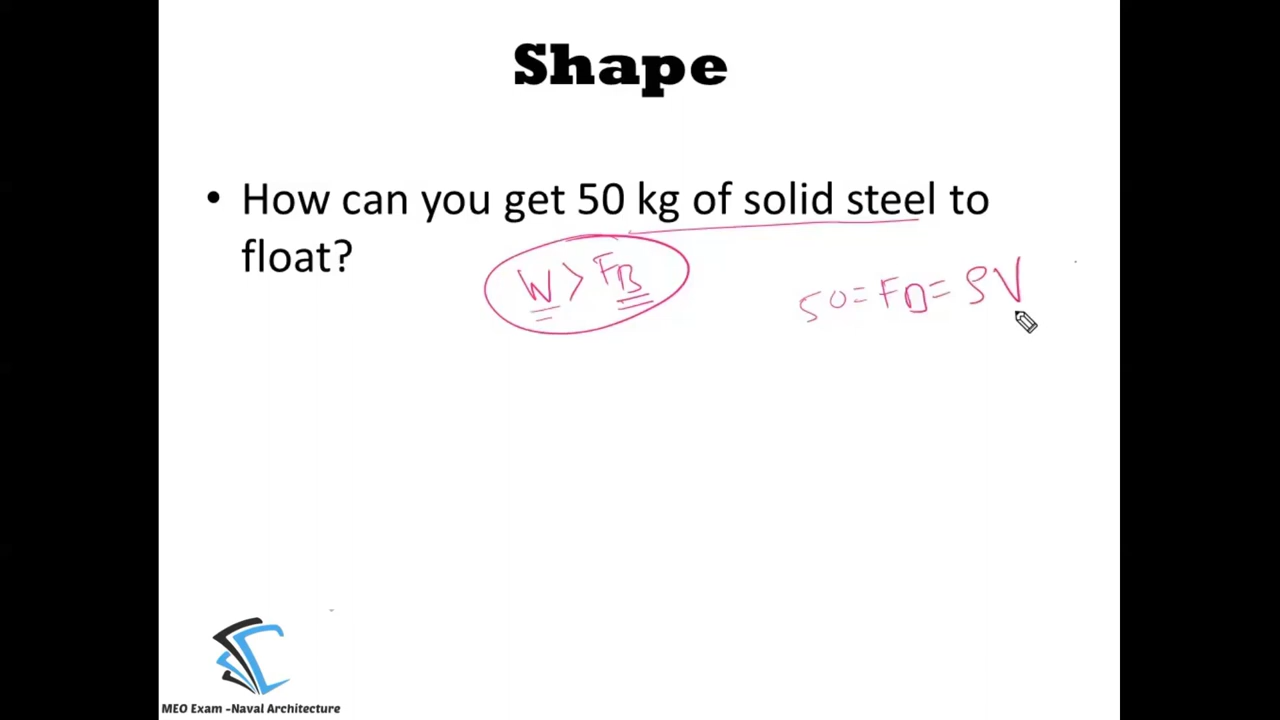 Shape
• How can you get 50 kg of solid steel to
float?
W > FB
50 = FB = ρV
MEO Exam -Naval Architecture